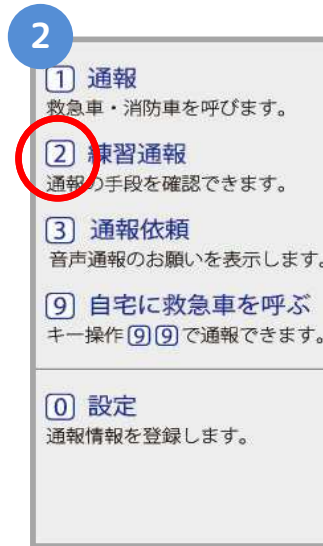 2
1 通報
救急車・消防車を呼びます。
2 練習通報
通報の手段を確認できます。
3 通報依頼
音声通報のお願いを表示します。
9 自宅に救急車を呼ぶ
キー操作99で通報できます。
0 設定
通報情報を登録します。